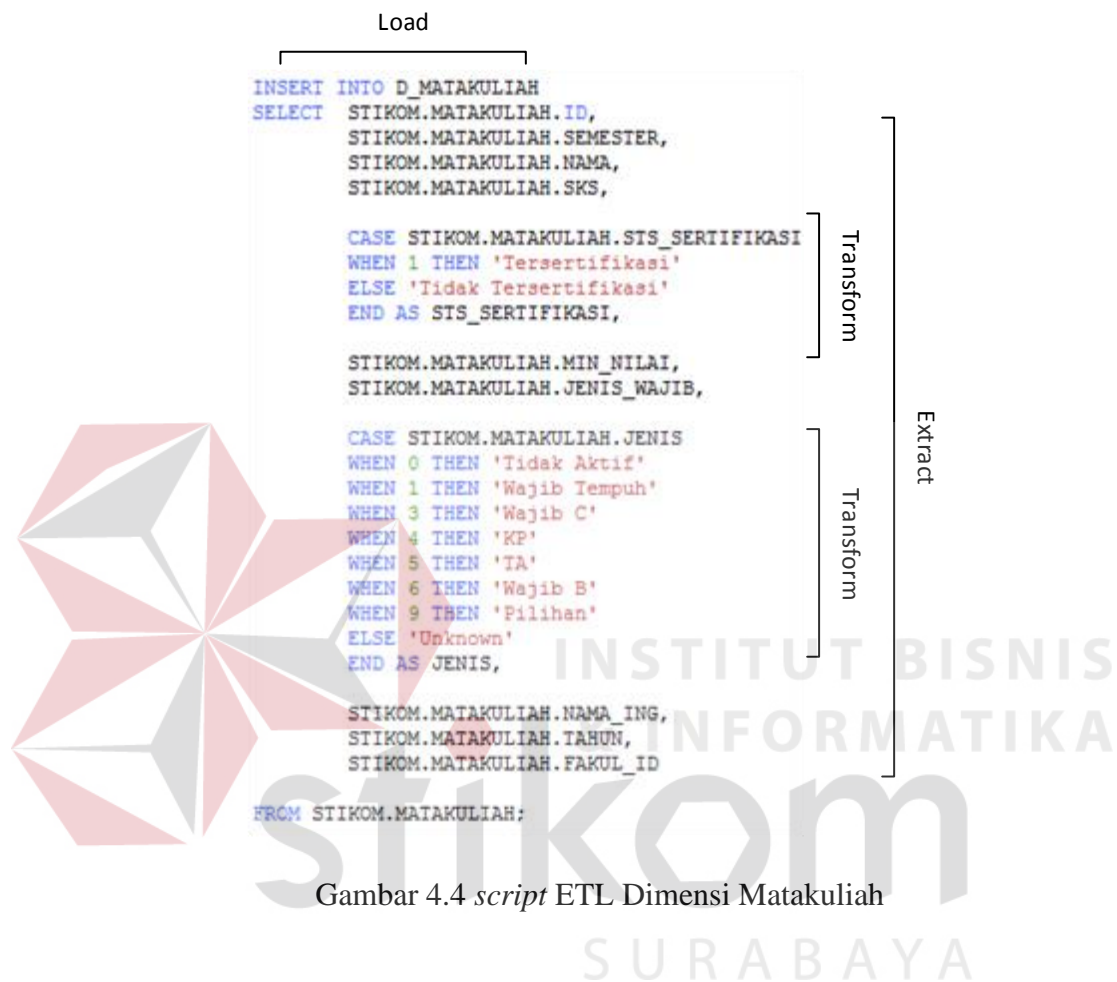 Load
INSERT INTO D_MATAKULIAH
SELECT STIKOM.MATAKULIAH.ID,
STIKOM.MATAKULIAH.SEMESTER,
STIKOM.MATAKULIAH.NAMA,
STIKOM.MATAKULIAH.SKS,
CASE STIKOM.MATAKULIAH.STS_SERTIFIKASI
WHEN 1 THEN 'Tersertifikasi'
ELSE 'Tidak Tersertifikasi'
END AS STS_SERTIFIKASI,
Transform
STIKOM.MATAKULIAH.MIN_NILAI,
STIKOM.MATAKULIAH.JENIS_WAJIB,
CASE STIKOM.MATAKULIAH.JENIS
WHEN 0 THEN 'Tidak Aktif'
WHEN 1 THEN 'Wajib Tempuh'
WHEN 3 THEN 'Wajib C'
WHEN 4 THEN 'KP'
WHEN 5 THEN 'TA'
WHEN 6 THEN 'Wajib B'
WHEN 9 THEN 'Pilihan'
ELSE 'Unknown'
END AS JENIS,
Transform
STIKOM.MATAKULIAH.NAMA_ING,
STIKOM.MATAKULIAH.TAHUN,
STIKOM.MATAKULIAH.FAKUL_ID
Extract
FROM STIKOM.MATAKULIAH;
INSTITUT BISNIS
& INFORMATIKA
stikom
SURABAYA
Gambar 4.4 script ETL Dimensi Matakuliah